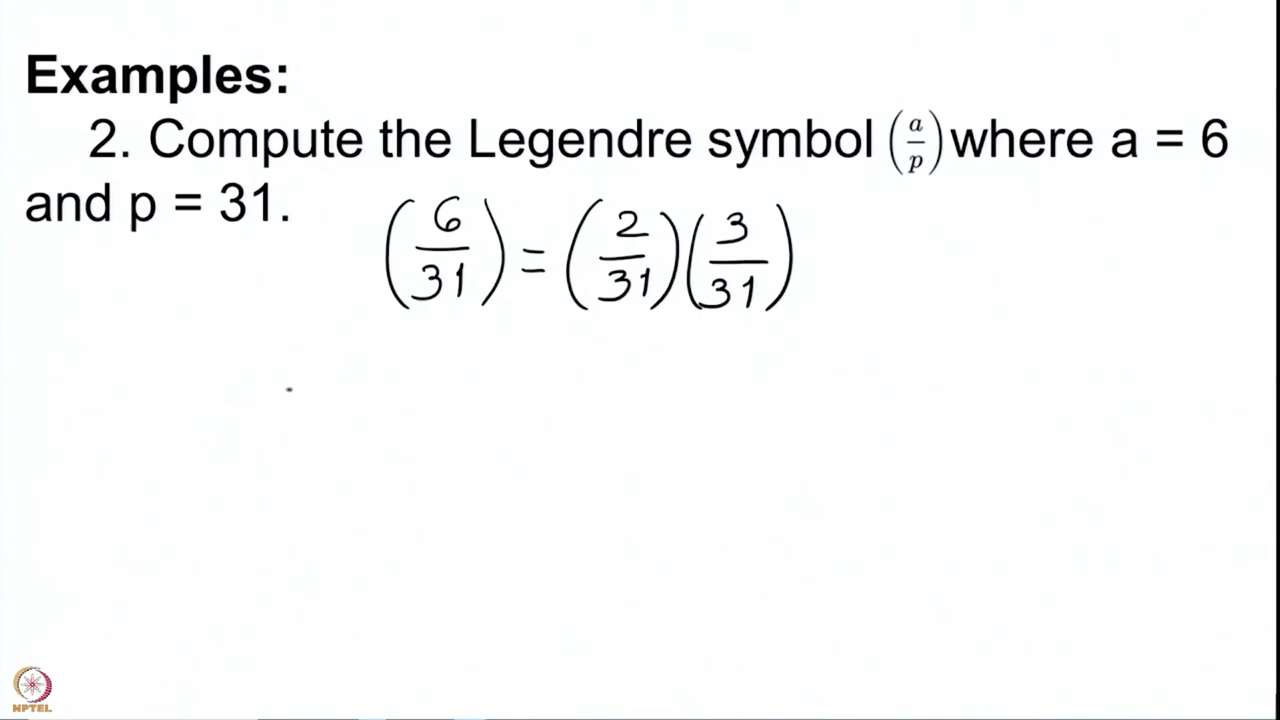 Examples:
2. Compute the Legendre symbol (a/p) where a = 6
and p = 31.
(6/31) = (2/31)(3/31)
NPTEL